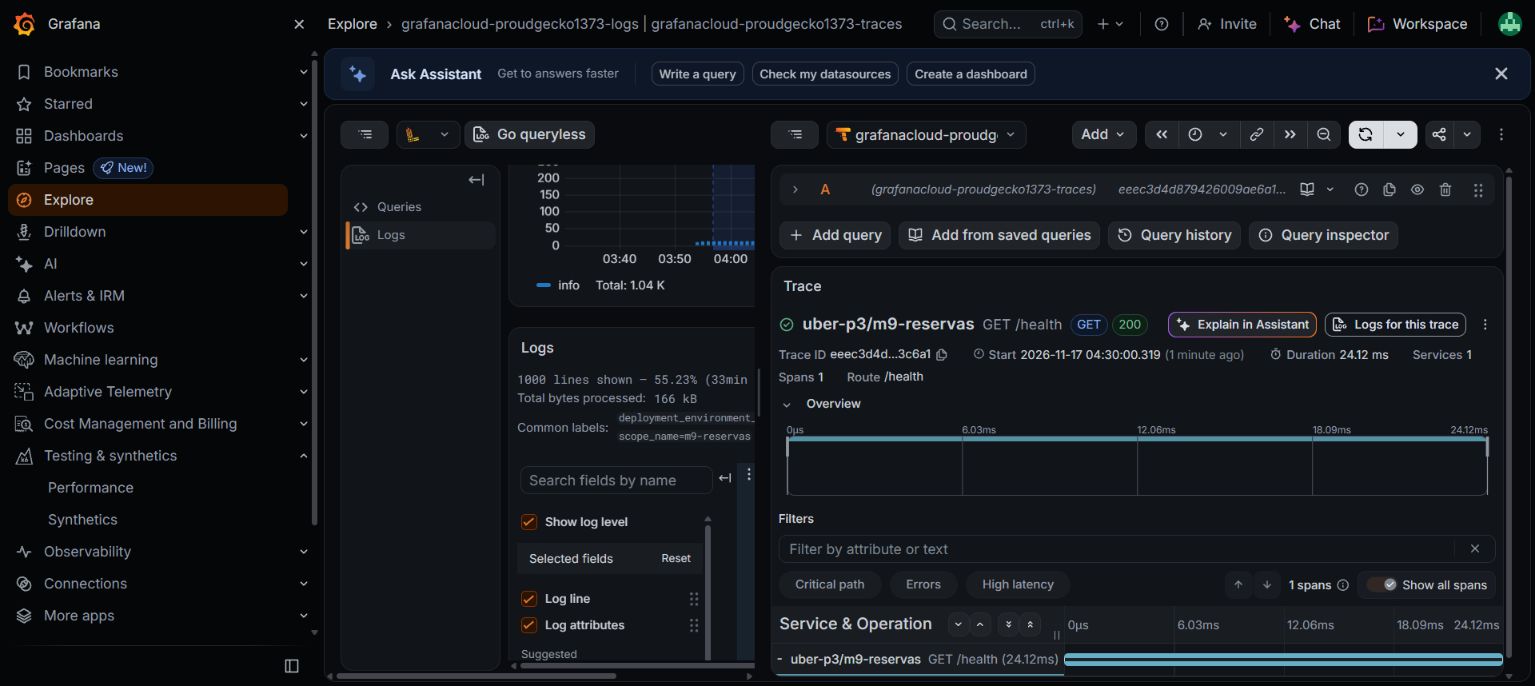 Grafana
Explore › grafanacloud-proudgecko1373-logs | grafanacloud-proudgecko1373-traces
Search... ctrl+k
Invite
Chat
Workspace
Bookmarks
Starred
Dashboards
Pages New!
Explore
Drilldown
AI
Alerts & IRM
Workflows
Machine learning
Adaptive Telemetry
Cost Management and Billing
Testing & synthetics
Performance
Synthetics
Observability
Connections
More apps
Ask Assistant Get to answers faster Write a query Check my datasources Create a dashboard
Go queryless
Queries
Logs
200
150
100
50
0
03:40 03:50 04:00
info Total: 1.04 K
Logs
1000 lines shown — 55.23% (33min
Total bytes processed: 166 kB
Common labels: deployment_environment_
scope_name=m9-reservas
Search fields by name
Show log level
Selected fields Reset
Log line
Log attributes
Suggested
grafanacloud-proudg
Add
A (grafanacloud-proudgecko1373-traces) eeec3d4d879426009ae6a1...
+ Add query Add from saved queries Query history Query inspector
Trace
uber-p3/m9-reservas GET /health GET 200 Explain in Assistant Logs for this trace
Trace ID eeec3d4d...3c6a1 Start 2026-11-17 04:30:00.319 (1 minute ago) Duration 24.12 ms Services 1
Spans 1 Route /health
Overview
0μs 6.03ms 12.06ms 18.09ms 24.12ms
Filters
Filter by attribute or text
Critical path Errors High latency 1 spans Show all spans
Service & Operation 0μs 6.03ms 12.06ms 18.09ms 24.12ms
- uber-p3/m9-reservas GET /health (24.12ms)